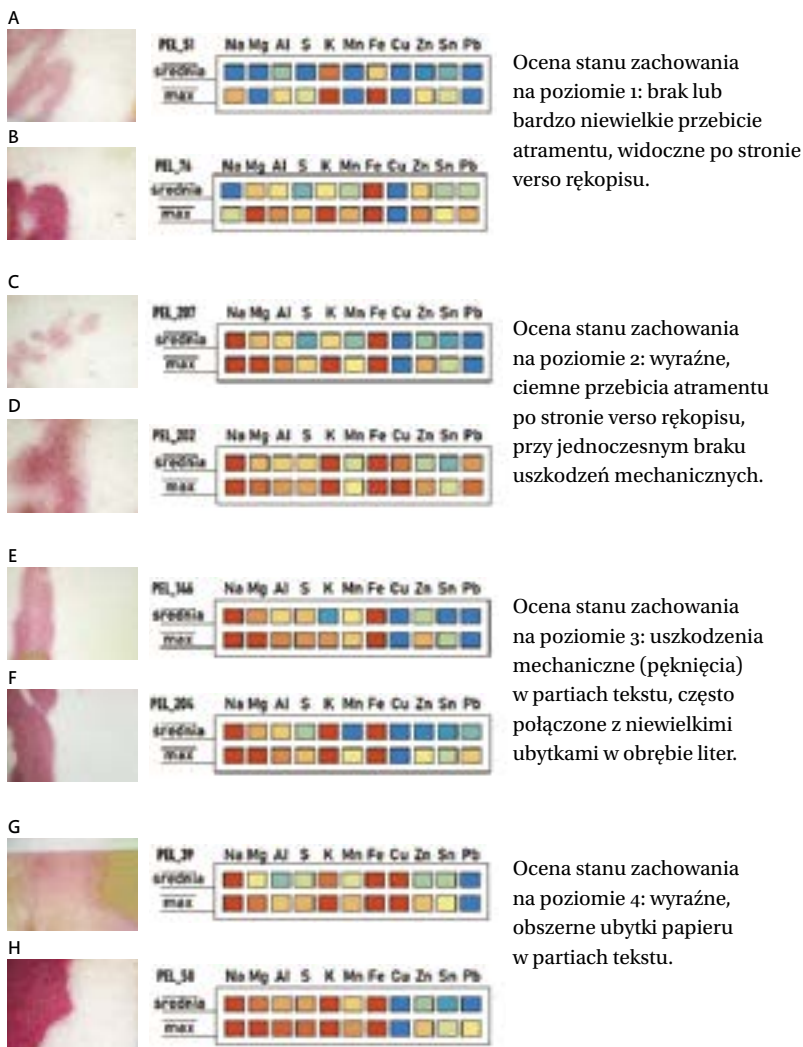 A
PEL_51 Na Mg Al S K Mn Fe Cu Zn Sn Pb
średnia
max
Ocena stanu zachowania
na poziomie 1: brak lub
bardzo niewielkie przebicie
atramentu, widoczne po stronie
verso rękopisu.
B
PEL_76 Na Mg Al S K Mn Fe Cu Zn Sn Pb
średnia
max
C
PEL_207 Na Mg Al S K Mn Fe Cu Zn Sn Pb
średnia
max
Ocena stanu zachowania
na poziomie 2: wyraźne,
ciemne przebicia atramentu
po stronie verso rękopisu,
przy jednoczesnym braku
uszkodzeń mechanicznych.
D
PEL_202 Na Mg Al S K Mn Fe Cu Zn Sn Pb
średnia
max
E
PEL_146 Na Mg Al S K Mn Fe Cu Zn Sn Pb
średnia
max
Ocena stanu zachowania
na poziomie 3: uszkodzenia
mechaniczne (pęknięcia)
w partiach tekstu, często
połączone z niewielkimi
ubytkami w obrębie liter.
F
PEL_204 Na Mg Al S K Mn Fe Cu Zn Sn Pb
średnia
max
G
PEL_39 Na Mg Al S K Mn Fe Cu Zn Sn Pb
średnia
max
Ocena stanu zachowania
na poziomie 4: wyraźne,
obszerne ubytki papieru
w partiach tekstu.
H
PEL_58 Na Mg Al S K Mn Fe Cu Zn Sn Pb
średnia
max